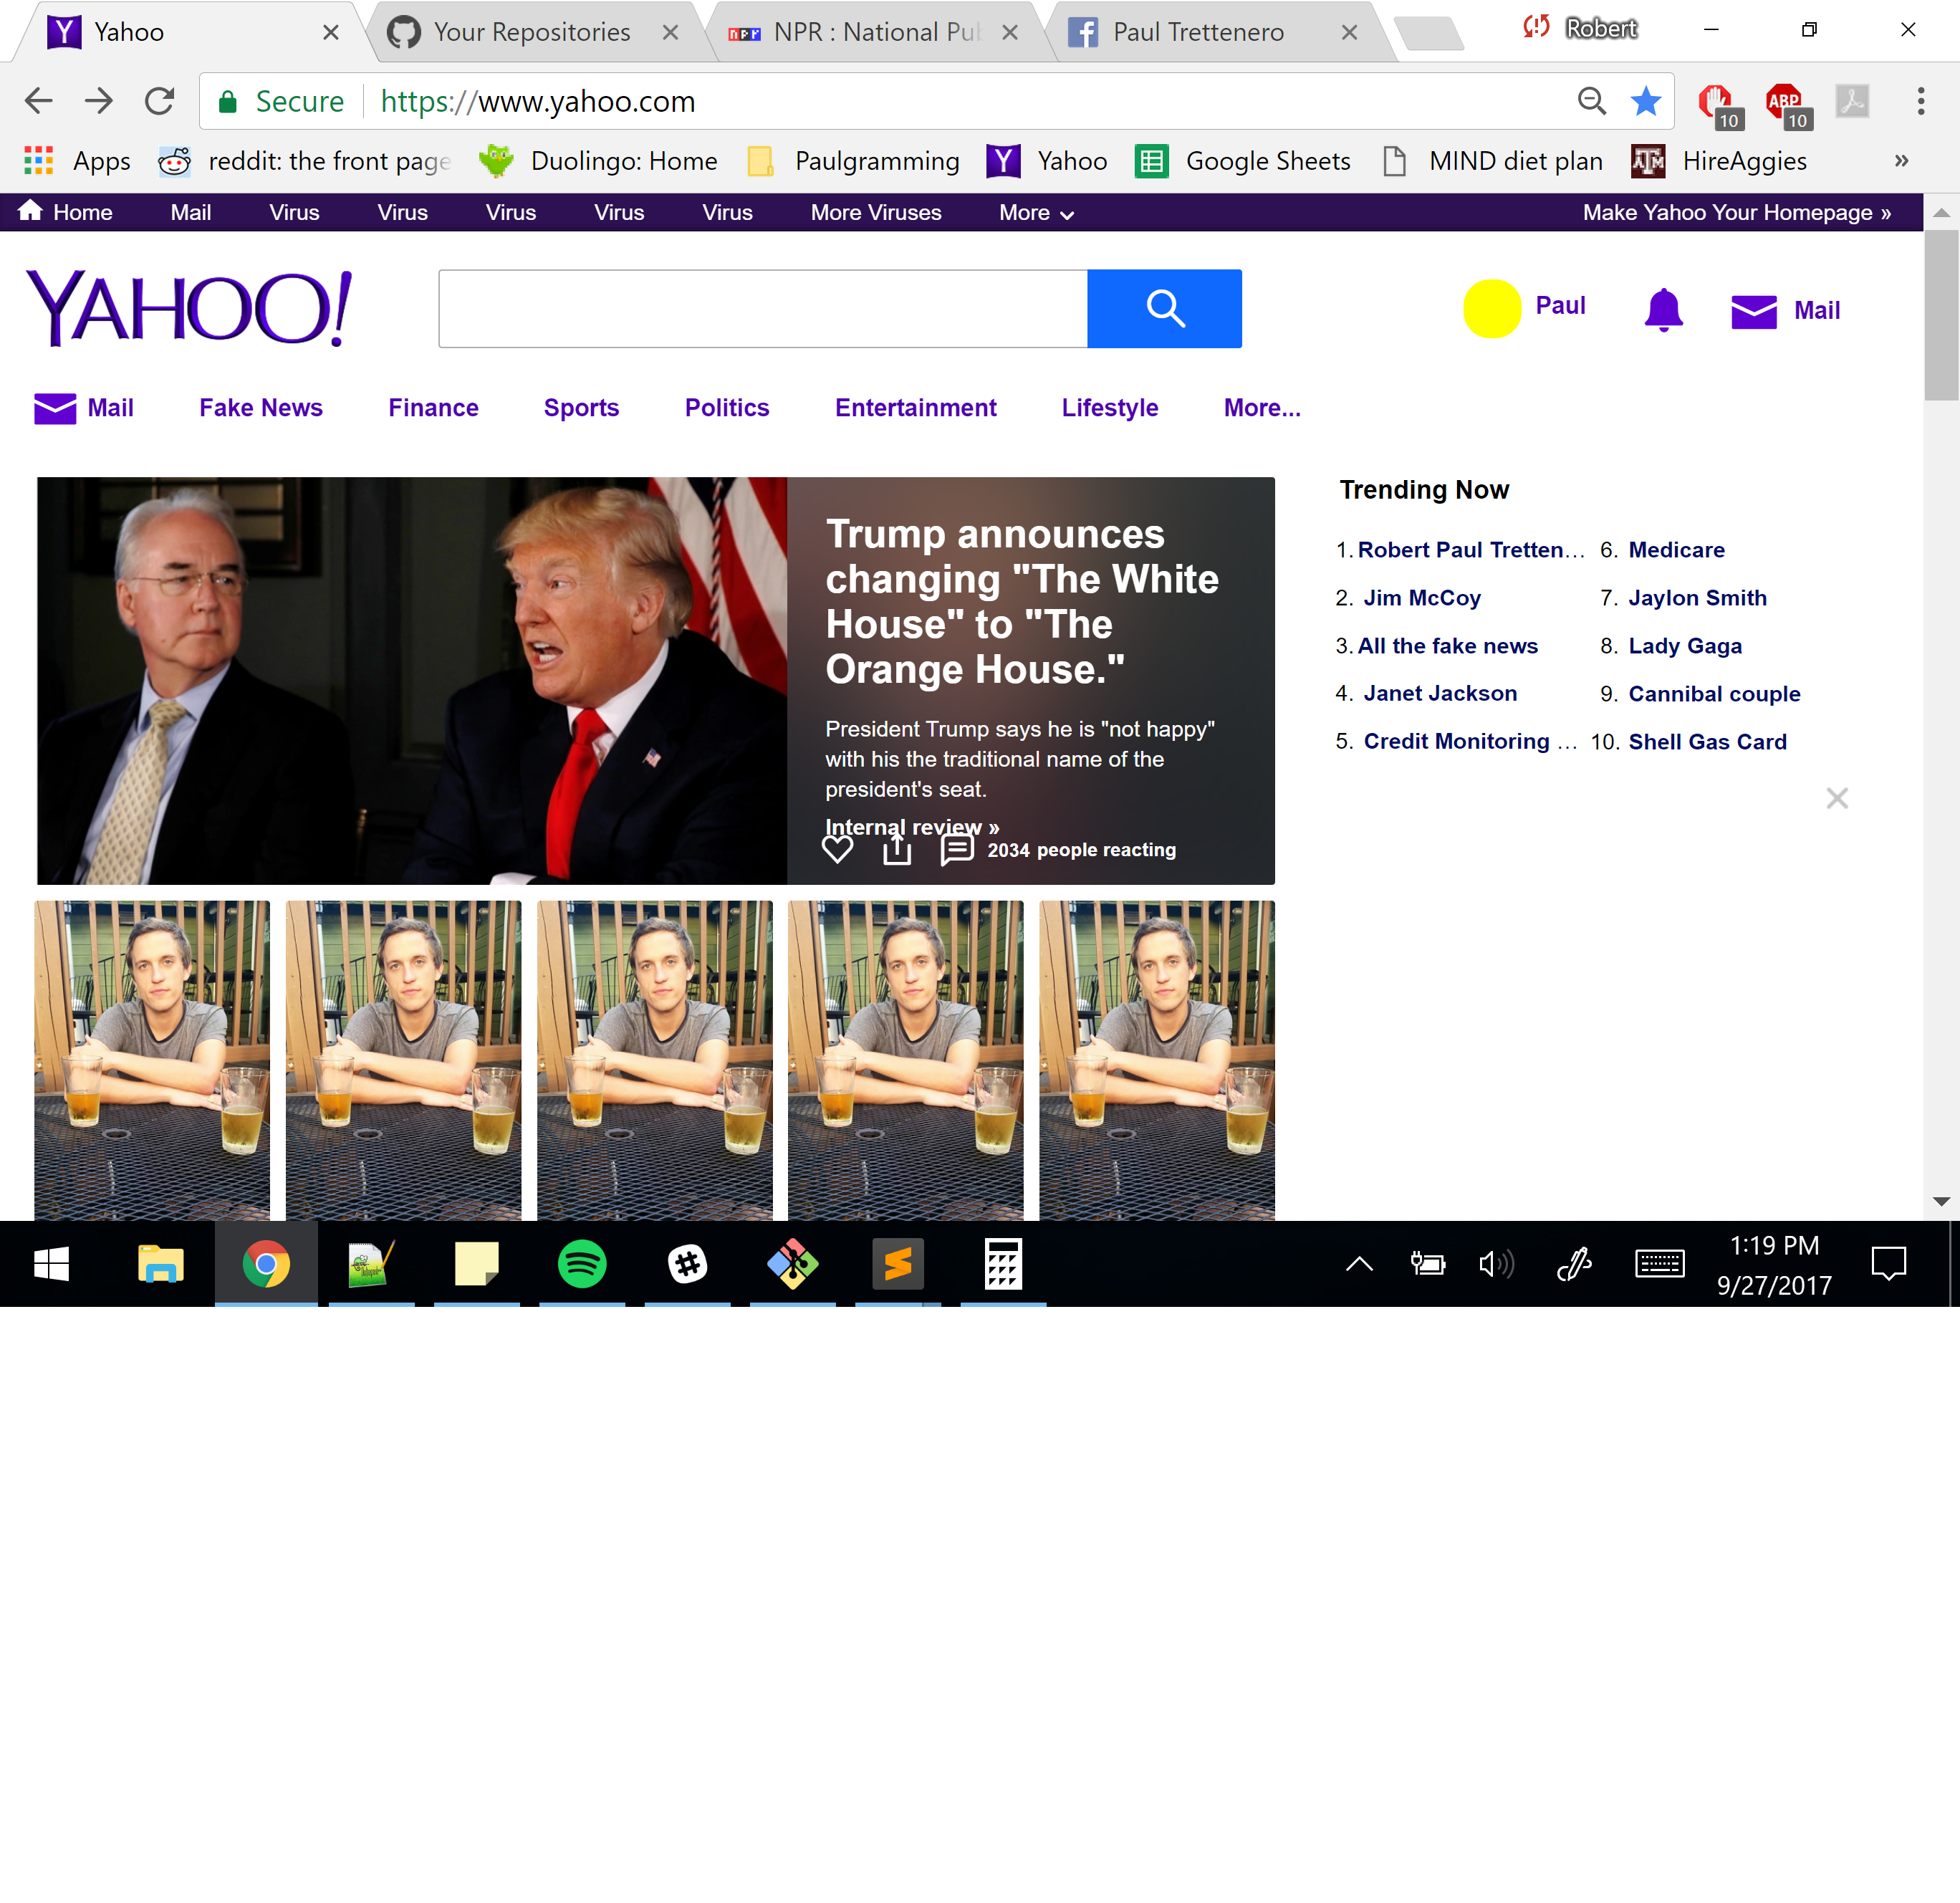 Yahoo
Your Repositories
NPR : National Pub
Paul Trettenero
Robert
Secure https://www.yahoo.com
10
ABP
10
Apps reddit: the front page Duolingo: Home Paulgramming Yahoo Google Sheets MIND diet plan HireAggies »
Home Mail Virus Virus Virus Virus Virus More Viruses More Make Yahoo Your Homepage »
YAHOO!
Paul
Mail
Mail Fake News Finance Sports Politics Entertainment Lifestyle More...
Trump announces
changing "The White
House" to "The
Orange House."
President Trump says he is "not happy"
with his the traditional name of the
president's seat.
Internal review »
2034 people reacting
Trending Now
1. Robert Paul Tretten...
2. Jim McCoy
3. All the fake news
4. Janet Jackson
5. Credit Monitoring ...
6. Medicare
7. Jaylon Smith
8. Lady Gaga
9. Cannibal couple
10. Shell Gas Card
1:19 PM
9/27/2017